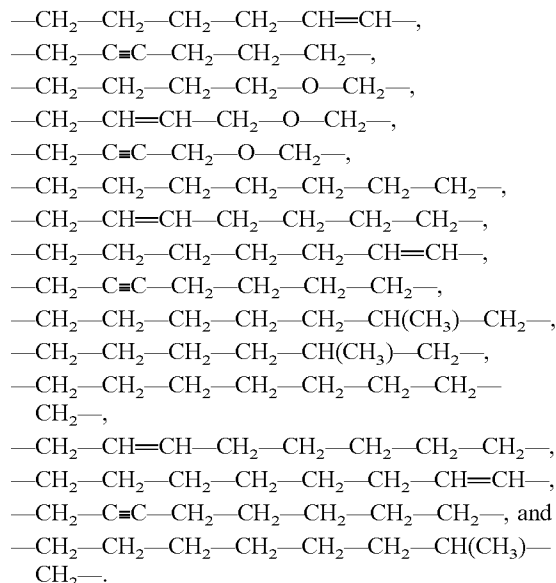 —CH₂—CH₂—CH₂—CH₂—CH=CH—,
—CH₂—C≡C—CH₂—CH₂—CH₂—,
—CH₂—CH₂—CH₂—CH₂—O—CH₂—,
—CH₂—CH=CH—CH₂—O—CH₂—,
—CH₂—C≡C—CH₂—O—CH₂—,
—CH₂—CH₂—CH₂—CH₂—CH₂—CH₂—CH₂—,
—CH₂—CH=CH—CH₂—CH₂—CH₂—CH₂—,
—CH₂—CH₂—CH₂—CH₂—CH₂—CH=CH—,
—CH₂—C≡C—CH₂—CH₂—CH₂—CH₂—,
—CH₂—CH₂—CH₂—CH₂—CH₂—CH(CH₃)—CH₂—,
—CH₂—CH₂—CH₂—CH₂—CH(CH₃)—CH₂—,
—CH₂—CH₂—CH₂—CH₂—CH₂—CH₂—CH₂—
CH₂—,
—CH₂—CH=CH—CH₂—CH₂—CH₂—CH₂—CH₂—,
—CH₂—CH₂—CH₂—CH₂—CH₂—CH₂—CH=CH—,
—CH₂—C≡C—CH₂—CH₂—CH₂—CH₂—CH₂—, and
—CH₂—CH₂—CH₂—CH₂—CH₂—CH₂—CH(CH₃)—
CH₂—.